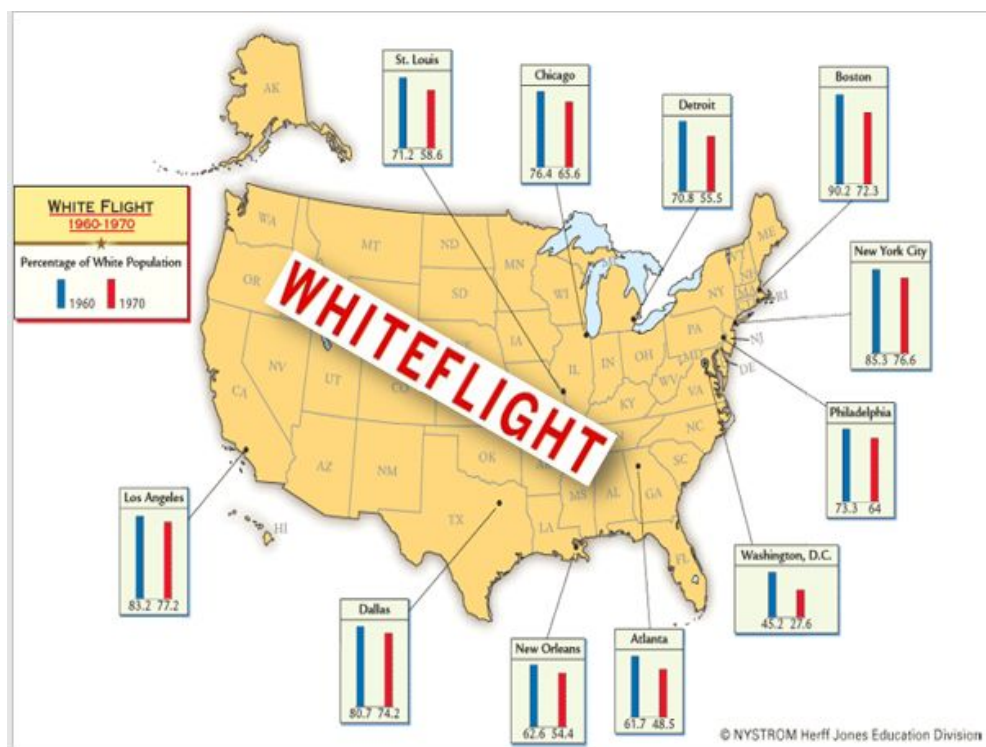 St. Louis
71.2 58.6
Chicago
76.4 65.6
Detroit
70.8 55.5
Boston
90.2 72.3
WHITE FLIGHT
1960-1970
Percentage of White Population
1960 1970
New York City
85.3 76.6
Philadelphia
73.3 64
Washington, D.C.
45.2 27.6
Los Angeles
83.2 77.2
Dallas
80.7 74.2
New Orleans
62.6 54.4
Atlanta
61.7 48.5
WHITEFLIGHT
AK
WA
MT
ND
MN
ME
OR
SD
WI
VT
NH
NY
MA
RI
IA
PA
NJ
NV
UT
CO
IL
IN
OH
MD
DE
CA
WV
VA
KY
NC
AZ
NM
OK
SC
MS
AL
GA
TX
LA
HI
FL
© NYSTROM Herff Jones Education Division